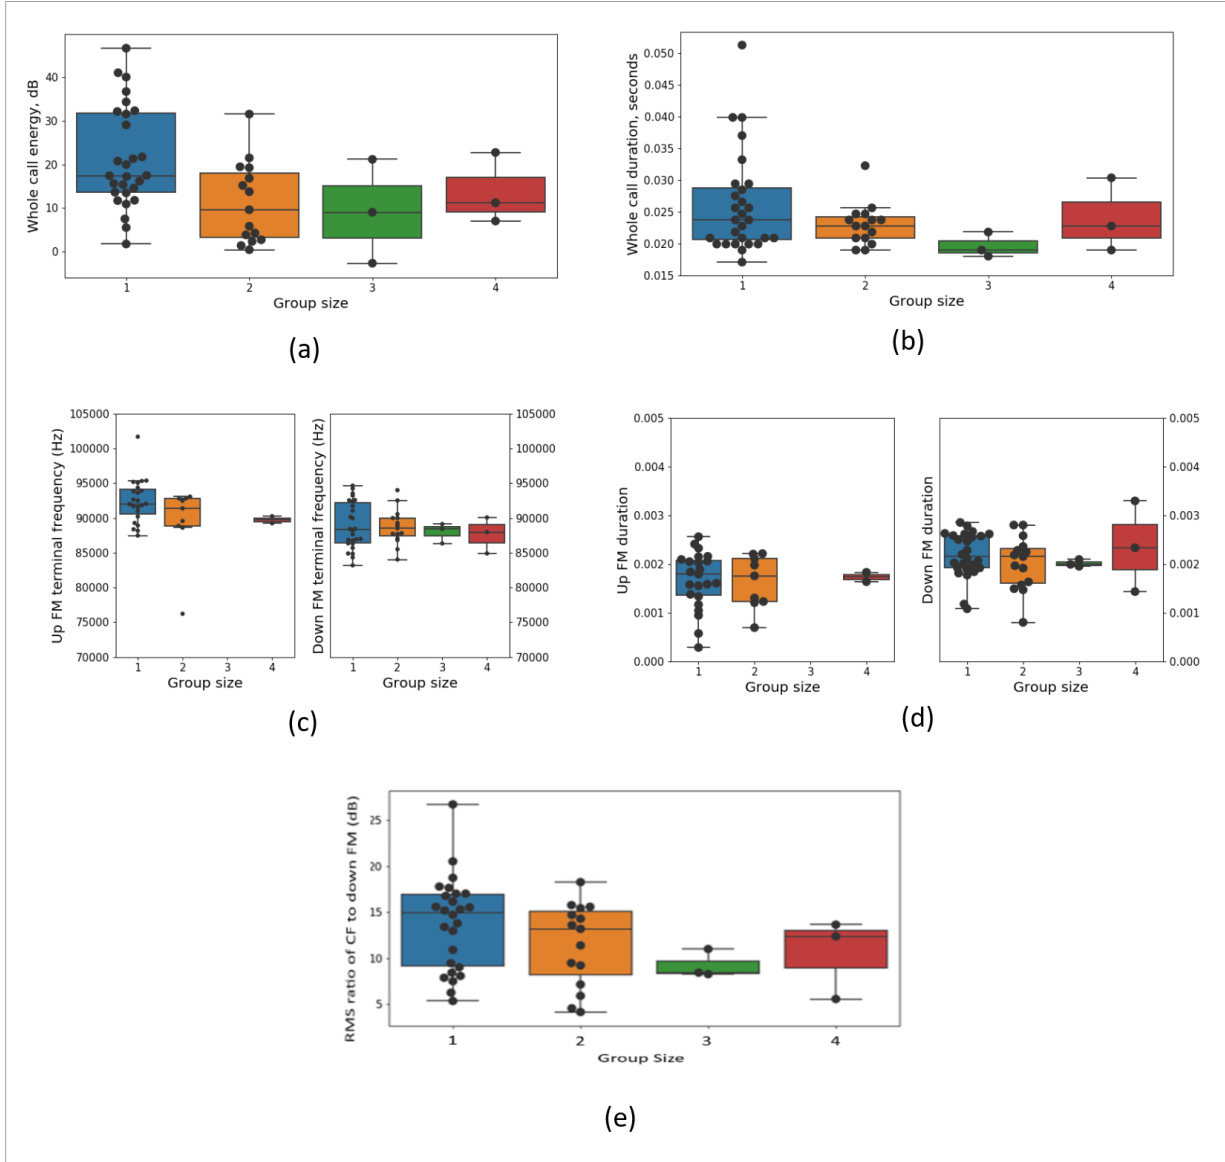 Whole call energy, dB
40
30
20
10
0
1 2 3 4
Group size
(a)
Whole call duration, seconds
0.050
0.045
0.040
0.035
0.030
0.025
0.020
0.015
1 2 3 4
Group size
(b)
Up FM terminal frequency (Hz)
105000
100000
95000
90000
85000
80000
75000
70000
1 2 3 4
Group size
Down FM terminal frequency (Hz)
105000
100000
95000
90000
85000
80000
75000
70000
1 2 3 4
Group size
(c)
Up FM duration
0.005
0.004
0.003
0.002
0.001
0.000
1 2 3 4
Group size
Down FM duration
0.005
0.004
0.003
0.002
0.001
0.000
1 2 3 4
Group size
(d)
RMS ratio of CF to down FM (dB)
25
20
15
10
5
1 2 3 4
Group Size
(e)